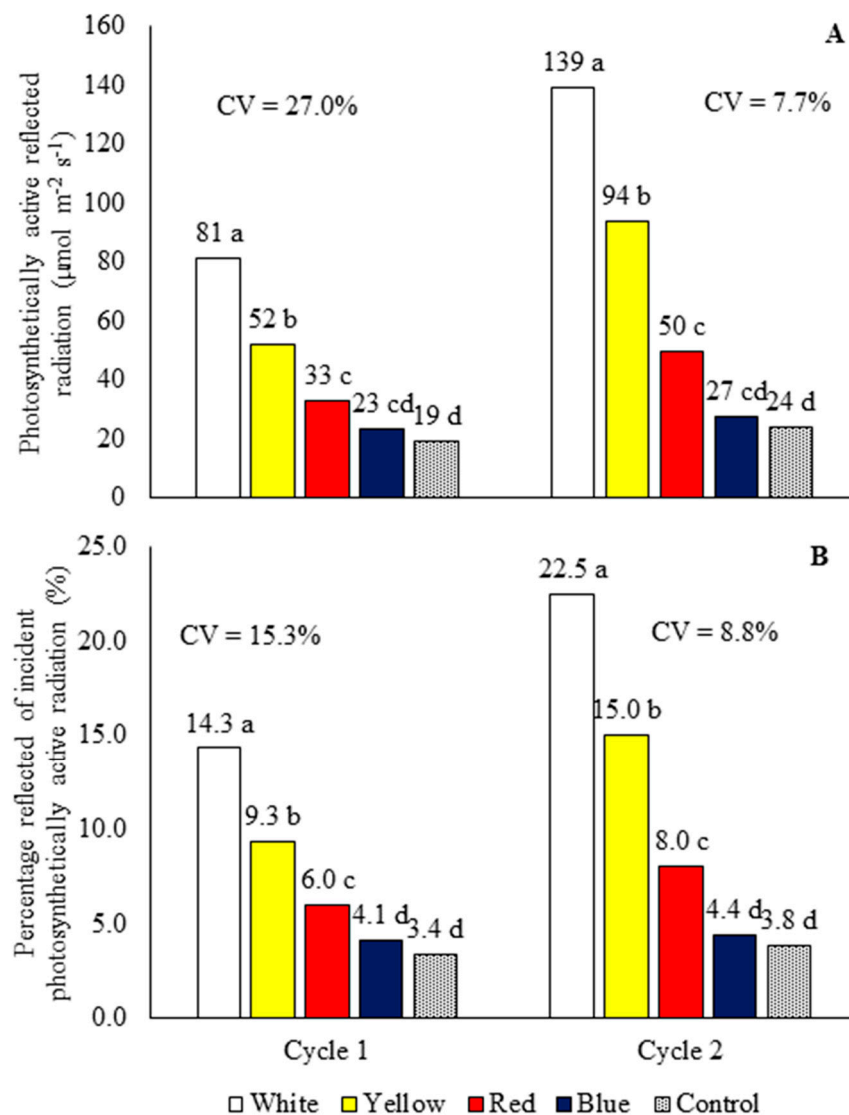 Photosynthetically active reflected
radiation (μmol m⁻² s⁻¹)
160
140
120
100
80
60
40
20
0
A
CV = 27.0%
CV = 7.7%
81 a
52 b
33 c
23 cd
19 d
139 a
94 b
50 c
27 cd
24 d
Percentage reflected of incident
photosynthetically active radiation (%)
25.0
20.0
15.0
10.0
5.0
0.0
B
CV = 15.3%
CV = 8.8%
14.3 a
9.3 b
6.0 c
4.1 d
3.4 d
22.5 a
15.0 b
8.0 c
4.4 d
3.8 d
Cycle 1
Cycle 2
White Yellow Red Blue Control